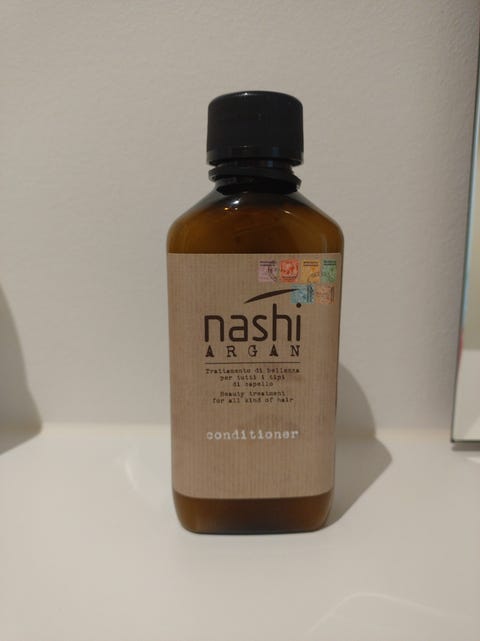 nashi
ARGAN
Trattamento di bellezza
per tutti i tipi
di capello
Beauty treatment
for all kind of hair
conditioner